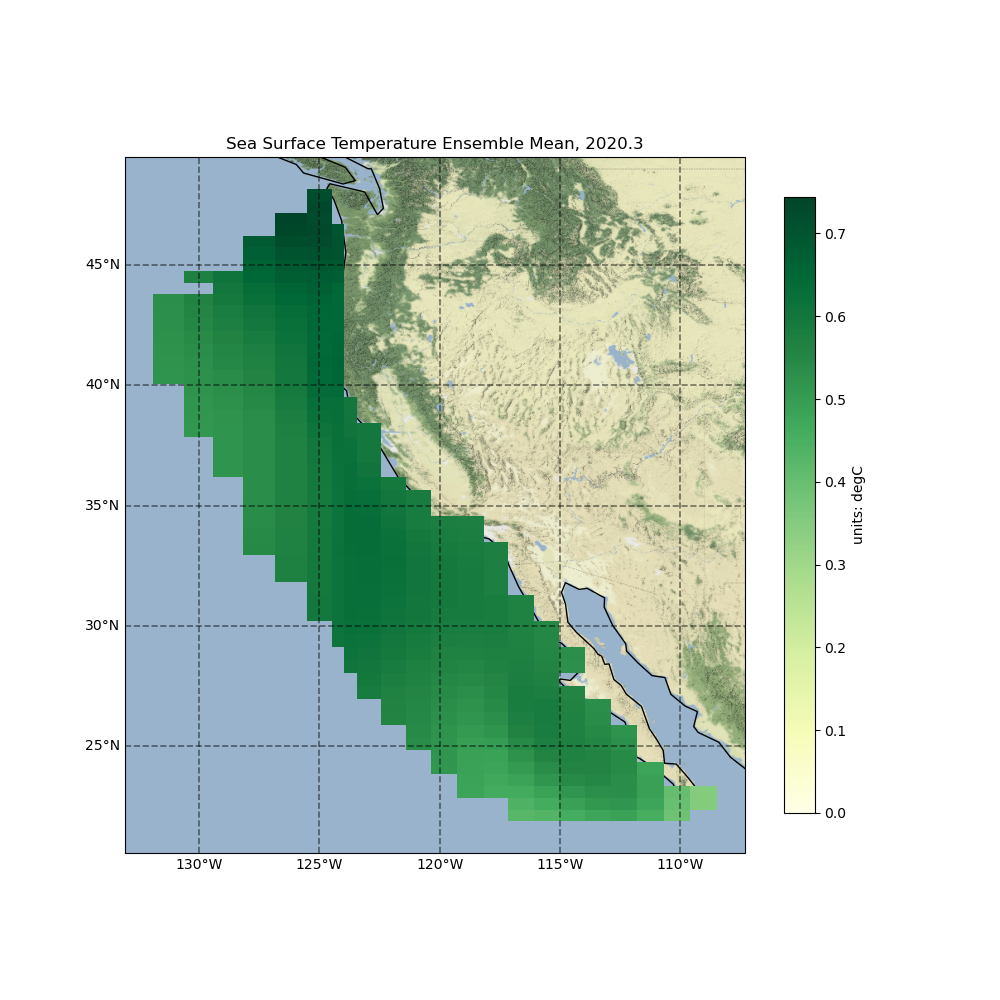 Sea Surface Temperature Ensemble Mean, 2020.3
45°N
40°N
35°N
30°N
25°N
130°W
125°W
120°W
115°W
110°W
0.7
0.6
0.5
0.4
0.3
0.2
0.1
0.0
units: degC